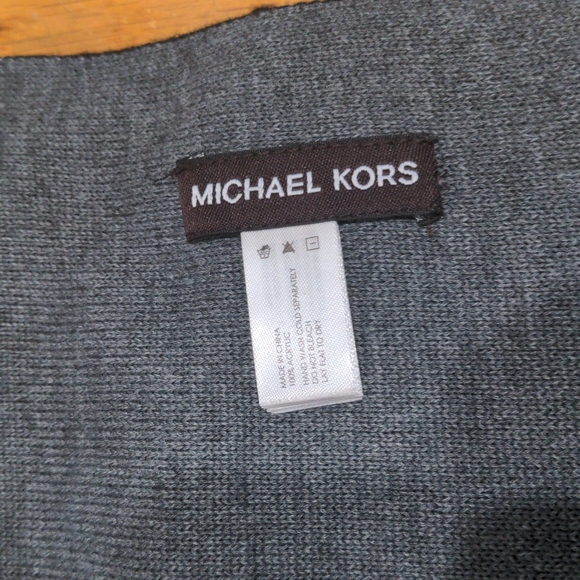 MICHAEL KORS
MADE IN CHINA
100% ACRYLIC
HAND WASH COLD SEPARATELY
DO NOT BLEACH
LAY FLAT TO DRY